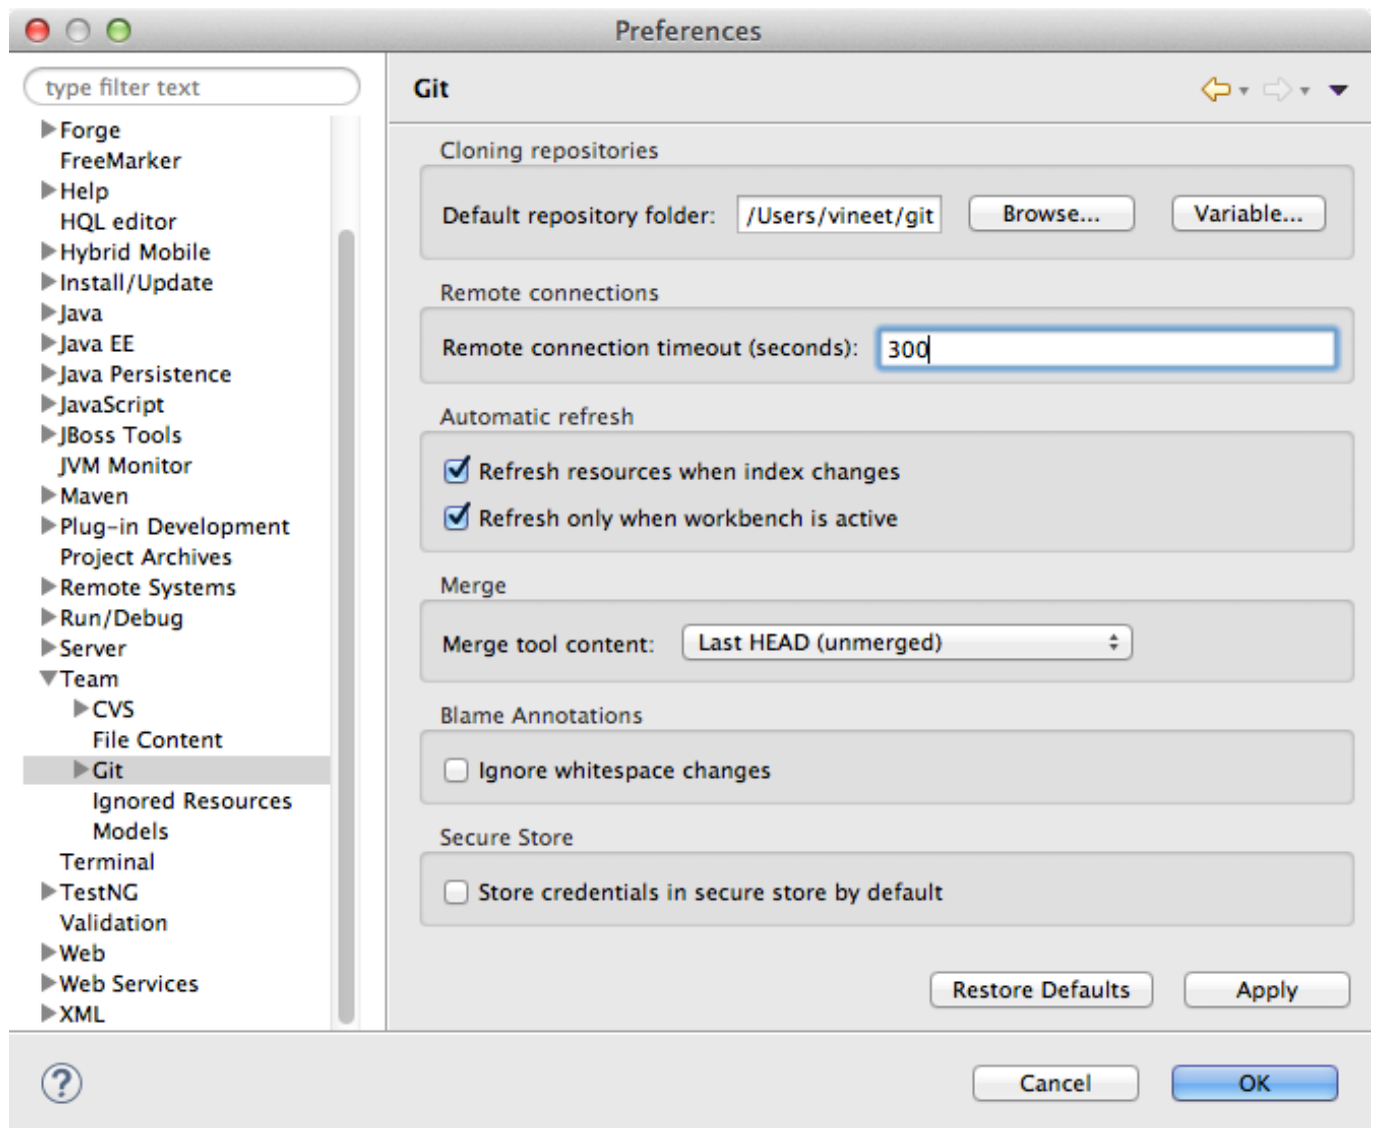 Preferences
type filter text
Forge
FreeMarker
Help
HQL editor
Hybrid Mobile
Install/Update
Java
Java EE
Java Persistence
JavaScript
JBoss Tools
JVM Monitor
Maven
Plug-in Development
Project Archives
Remote Systems
Run/Debug
Server
Team
CVS
File Content
Git
Ignored Resources
Models
Terminal
TestNG
Validation
Web
Web Services
XML
Git
Cloning repositories
Default repository folder: /Users/vineet/git Browse... Variable...
Remote connections
Remote connection timeout (seconds): 300
Automatic refresh
Refresh resources when index changes
Refresh only when workbench is active
Merge
Merge tool content: Last HEAD (unmerged)
Blame Annotations
Ignore whitespace changes
Secure Store
Store credentials in secure store by default
Restore Defaults Apply
? Cancel OK